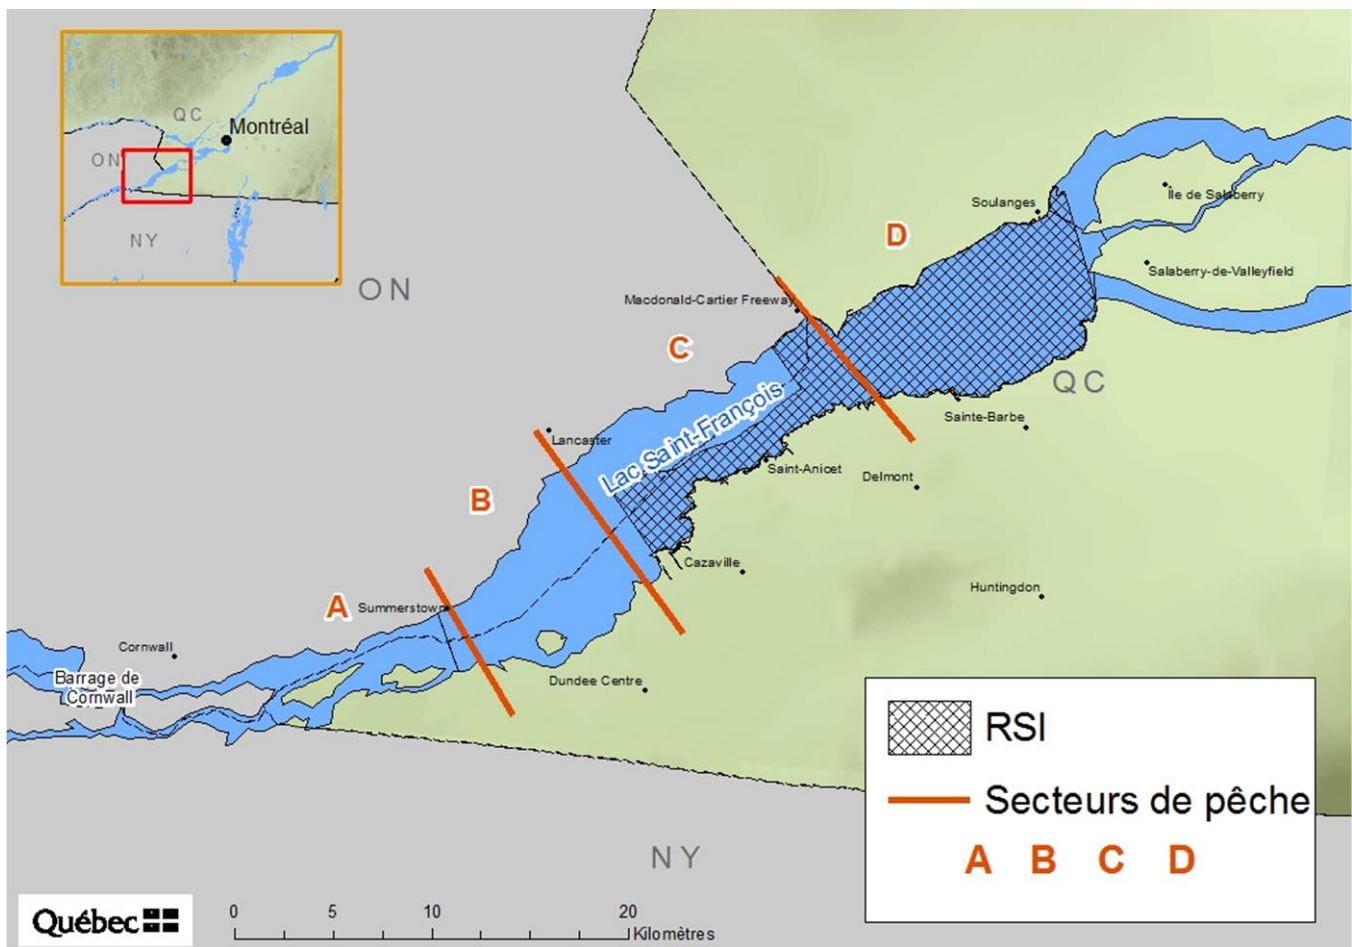 QC
Montréal
ON
NY
ON
Soulanges
Île de Salaberry
D
Salaberry-de-Valleyfield
Macdonald-Cartier Freeway
C
QC
Lac Saint-François
Sainte-Barbe
Lancaster
Saint-Anicet
Delmont
B
Cazaville
Huntingdon
A
Summerstown
Cornwall
Barrage de
Cornwall
Dundee Centre
RSI
Secteurs de pêche
A B C D
NY
Québec
0 5 10 20
Kilomètres